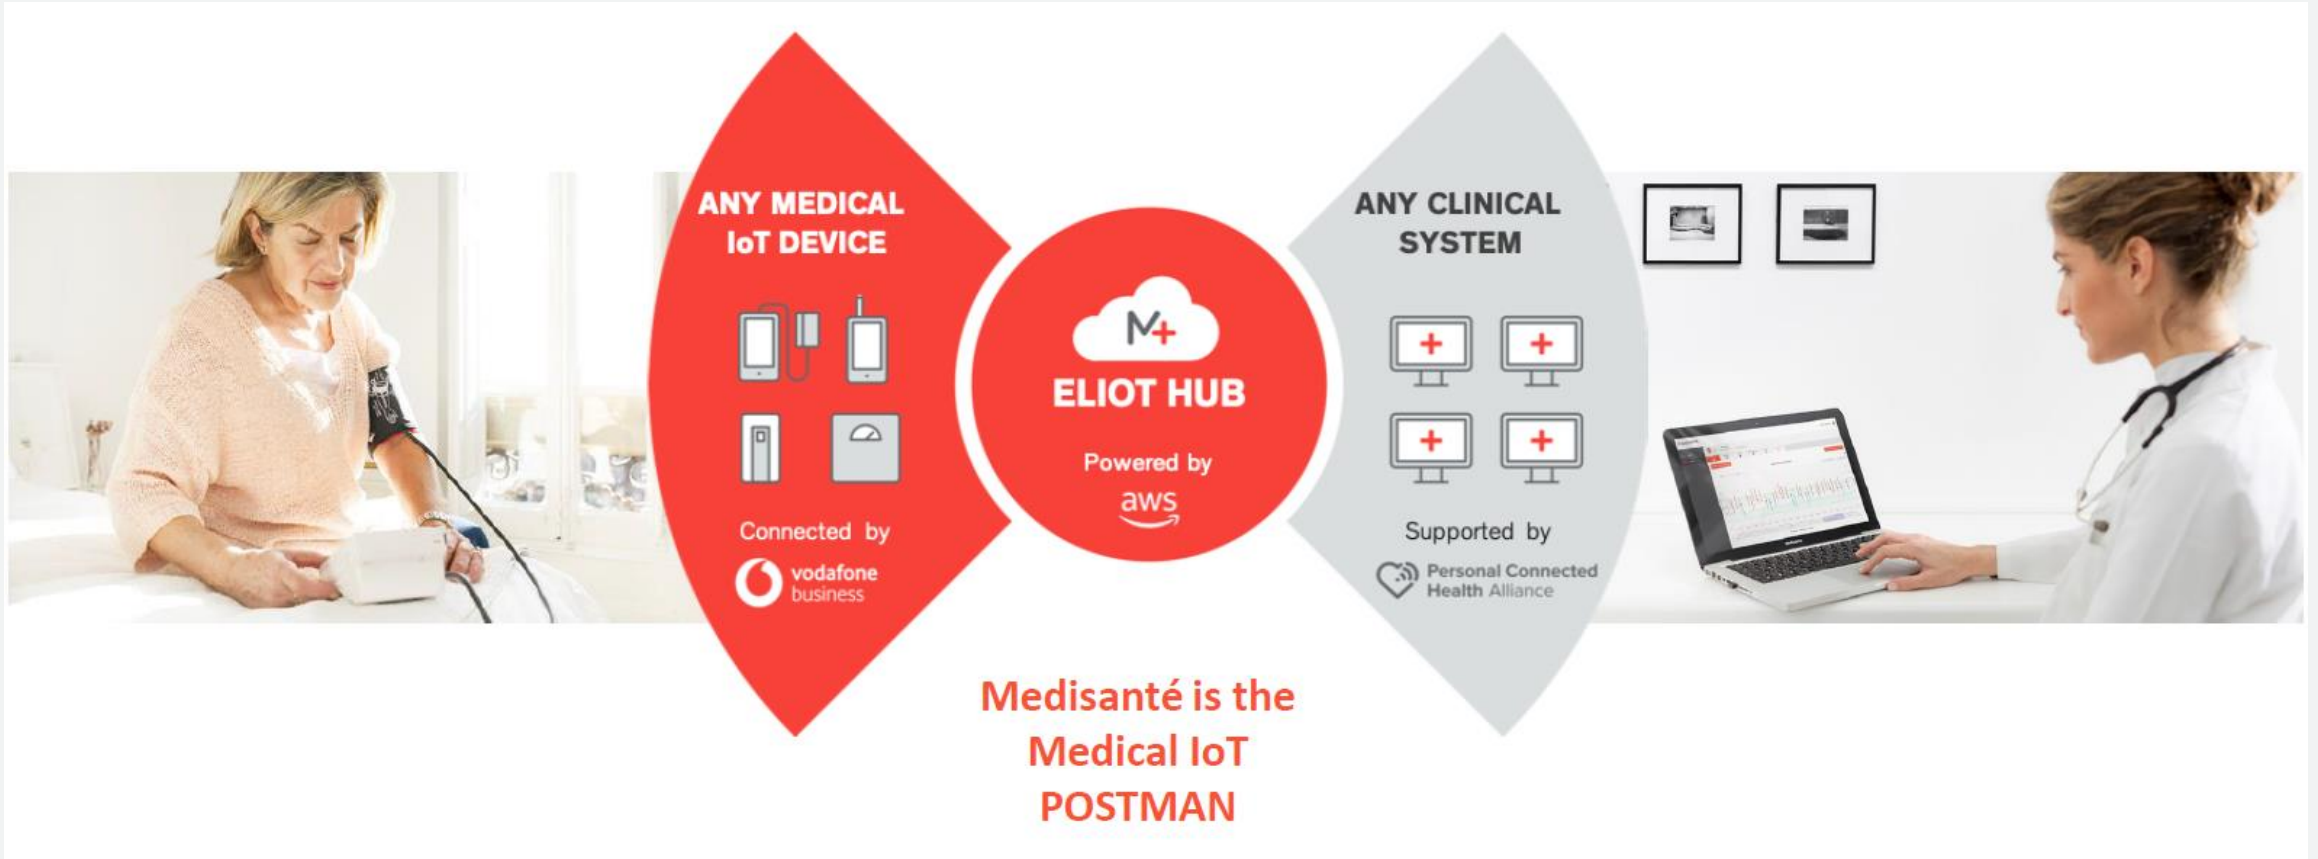 ANY MEDICAL
IoT DEVICE
Connected by
vodafone
business
M+
ELIOT HUB
Powered by
aws
ANY CLINICAL
SYSTEM
Supported by
Personal Connected
Health Alliance
Medisanté is the
Medical IoT
POSTMAN